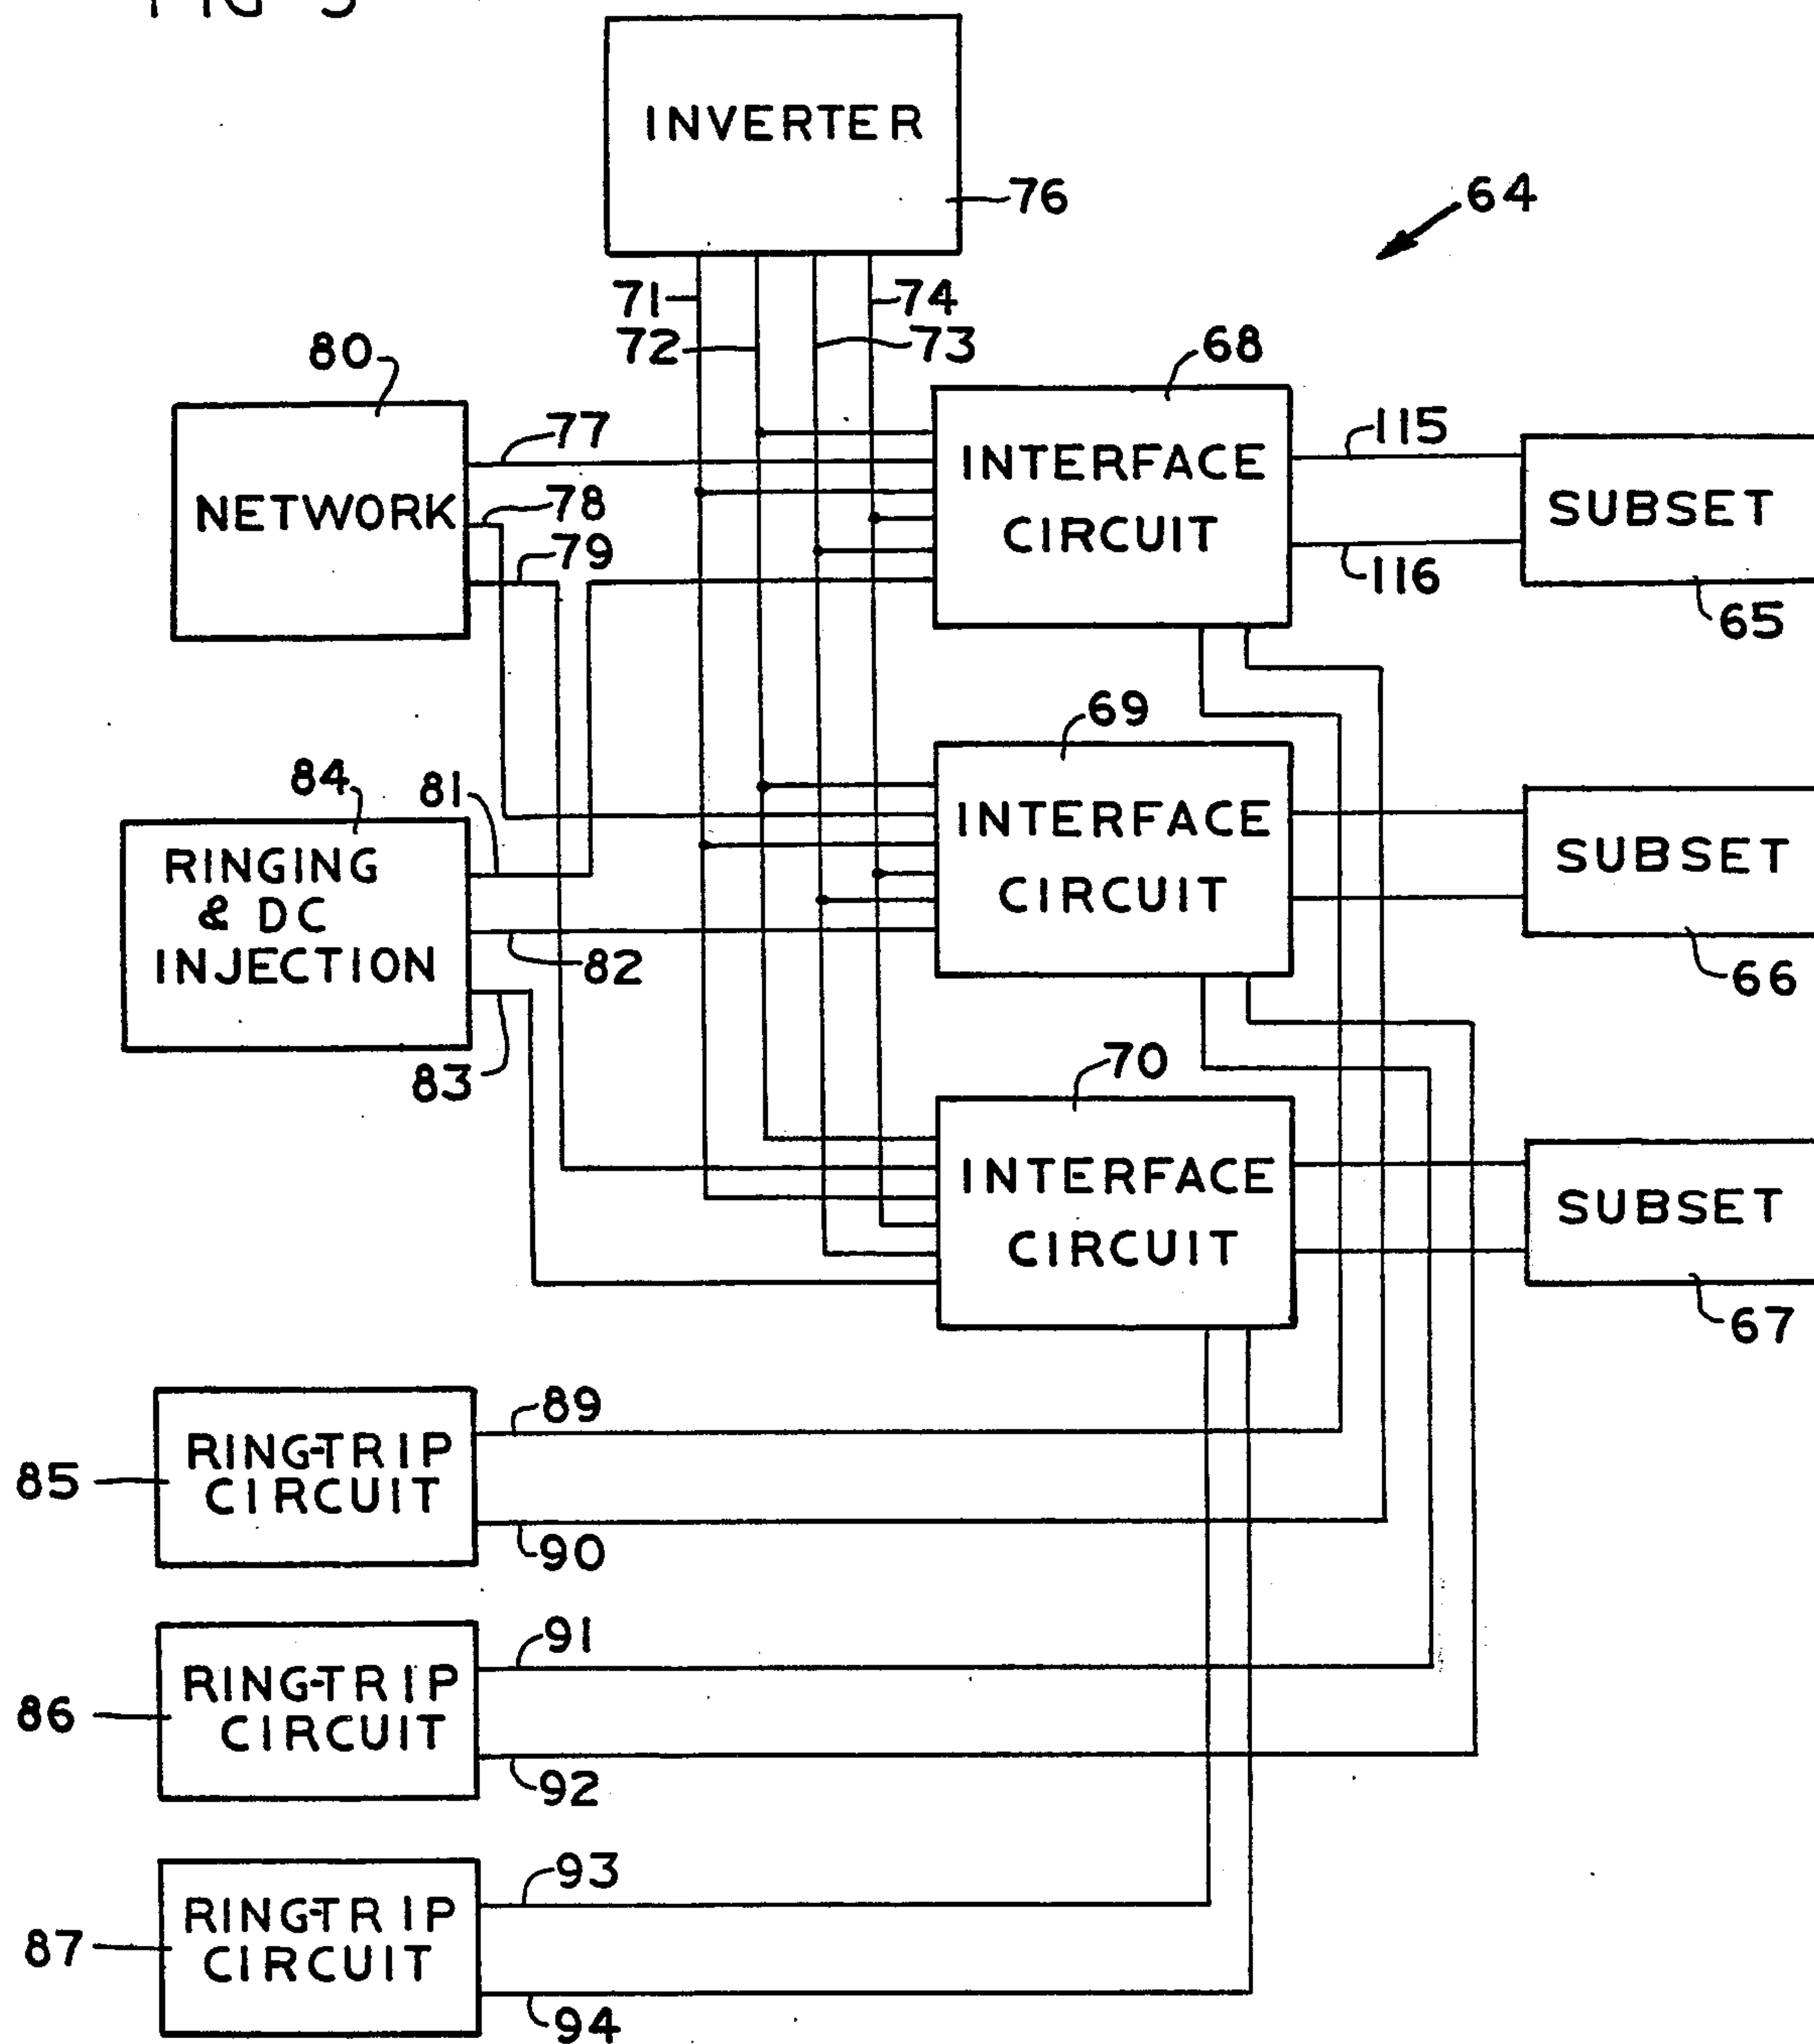 FIG 3
INVERTER
76
64
71
74
72
73
80
68
77
115
INTERFACE
CIRCUIT
NETWORK
78
SUBSET
79
116
65
69
84
81
INTERFACE
CIRCUIT
RINGING
& DC
INJECTION
SUBSET
82
66
83
70
INTERFACE
CIRCUIT
SUBSET
67
89
RING-TRIP
CIRCUIT
85
90
91
RING-TRIP
CIRCUIT
86
92
93
RING-TRIP
CIRCUIT
87
94